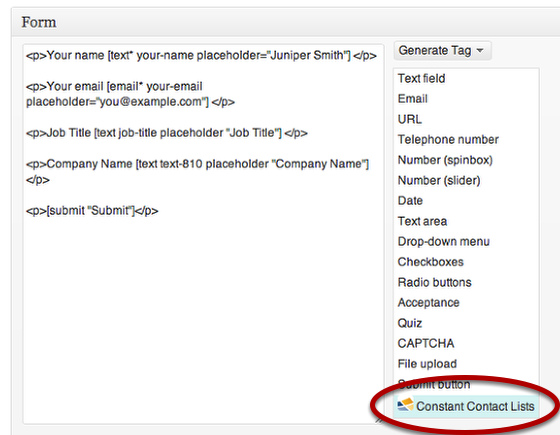 Form
<p>Your name [text* your-name placeholder="Juniper Smith"] </p>
<p>Your email [email* your-email
placeholder="you@example.com"] </p>
<p>Job Title [text job-title placeholder "Job Title"] </p>
<p>Company Name [text text-810 placeholder "Company Name"]
</p>
<p>[submit "Submit"]</p>
Generate Tag
Text field
Email
URL
Telephone number
Number (spinbox)
Number (slider)
Date
Text area
Drop-down menu
Checkboxes
Radio buttons
Acceptance
Quiz
CAPTCHA
File upload
Submit button
Constant Contact Lists